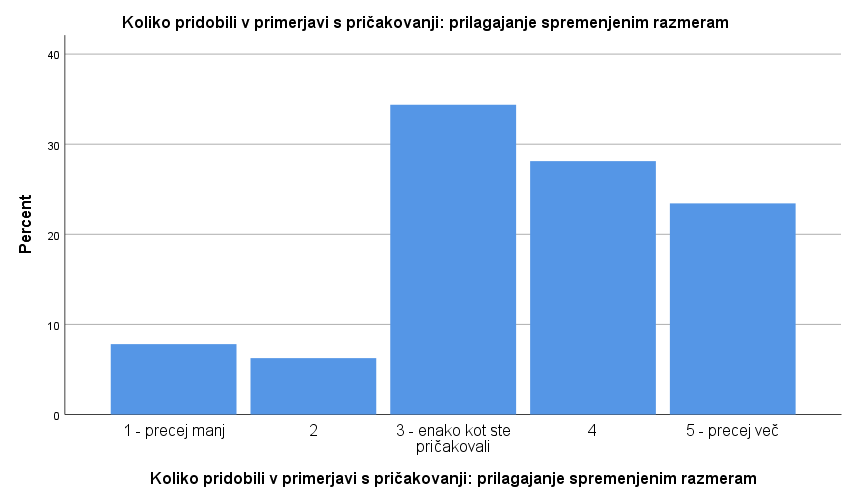 Koliko pridobili v primerjavi s pričakovanji: prilagajanje spremenjenim razmeram
40
30
20
10
0
Percent
1 - precej manj
2
3 - enako kot ste
pričakovali
4
5 - precej več
Koliko pridobili v primerjavi s pričakovanji: prilagajanje spremenjenim razmeram